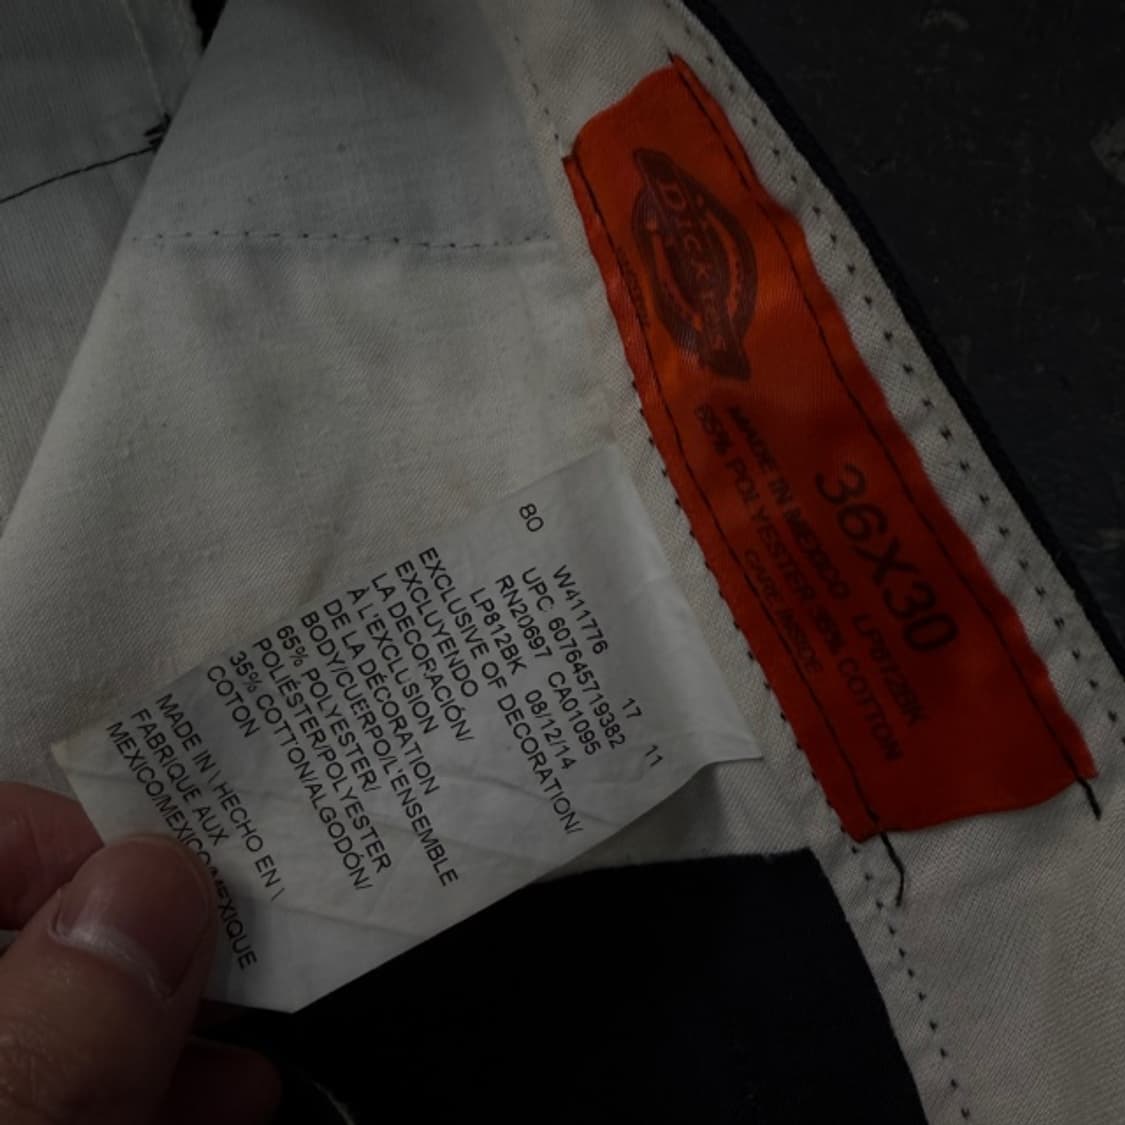 DICKIES
36X30
MADE IN MEXICO LP812BK
65% POLYESTER 35% COTTON
CARE INSIDE
80
17
11
W411776
UPC 607645719382
RN20697 CA01095
LP812BK 08/12/14
EXCLUSIVE OF DECORATION/
EXCLUYENDO
LA DECORACIÓN/
À L'EXCLUSION
DE LA DÉCORATION
BODY/CUERPO/L'ENSEMBLE
65% POLYESTER/
POLIÉSTER/POLYESTER
35% COTTON/ALGODÓN/
COTON
MADE IN \ HECHO EN \
FABRIQUE AUX
MEXICO/MEXICO/MEXIQUE